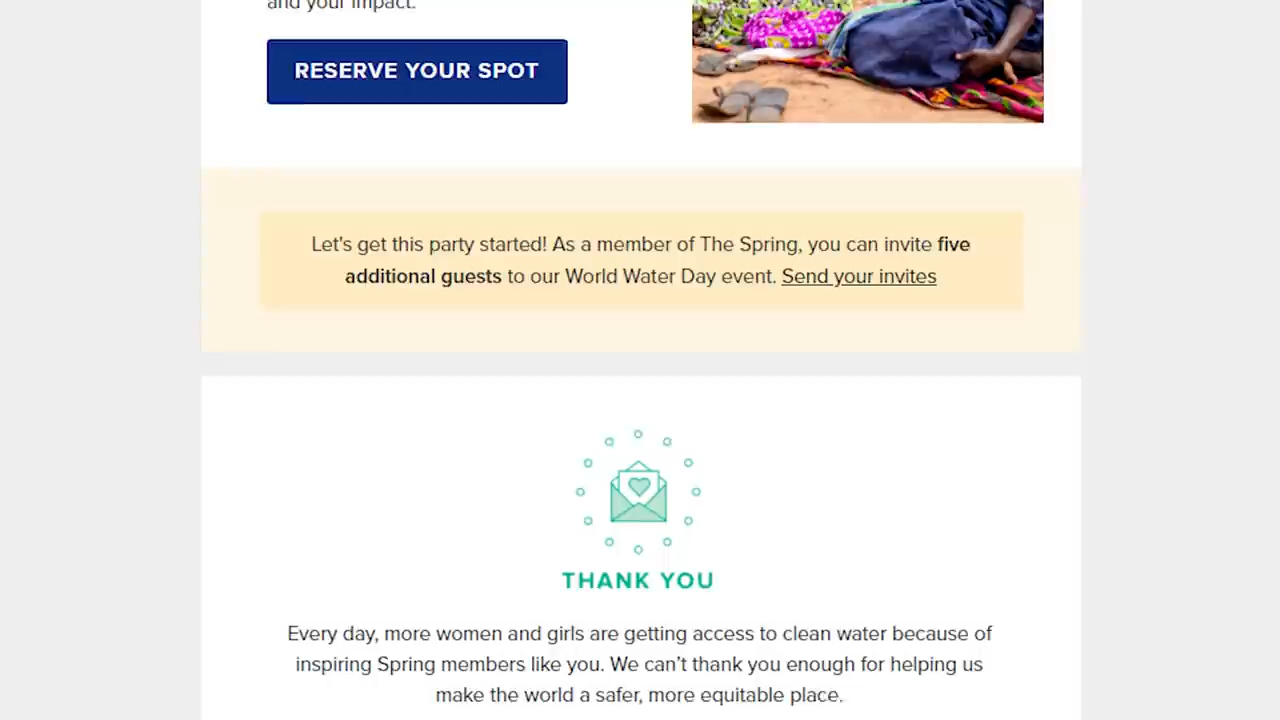 and your impact.
RESERVE YOUR SPOT
Let's get this party started! As a member of The Spring, you can invite five
additional guests to our World Water Day event. Send your invites
THANK YOU
Every day, more women and girls are getting access to clean water because of
inspiring Spring members like you. We can’t thank you enough for helping us
make the world a safer, more equitable place.